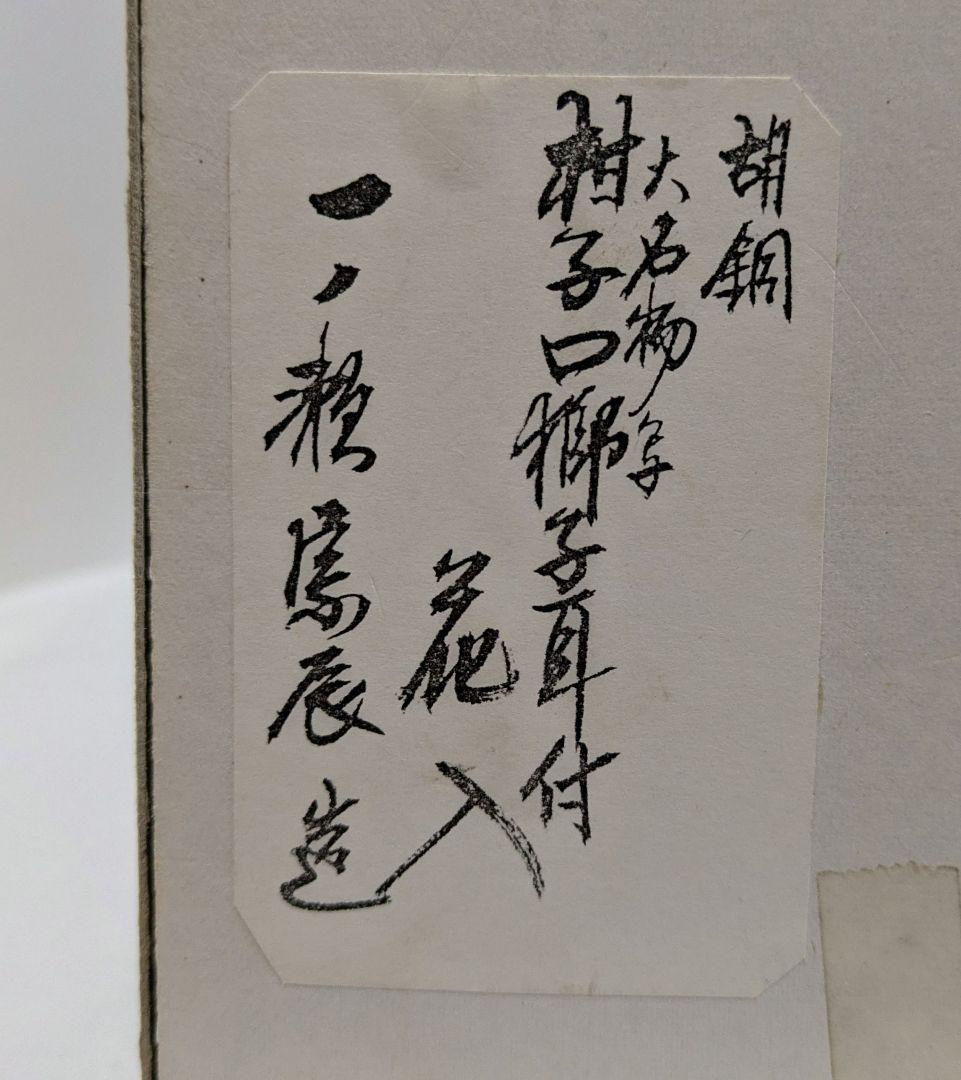 胡銅
大名物写
柑子口椰子耳付
花入
一ノ瀬宗辰造